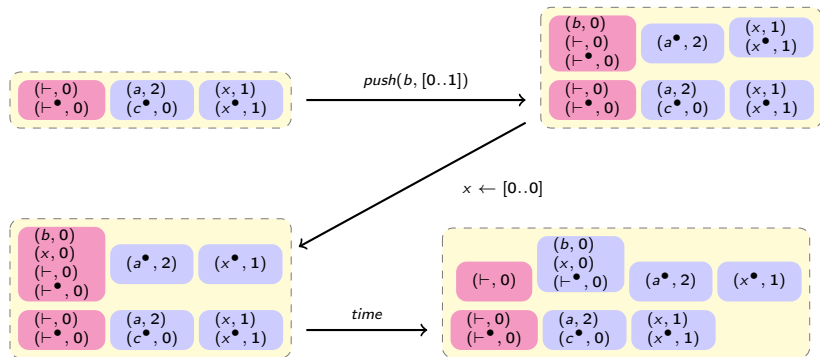 (b, 0)
(⊢, 0) (a•, 2) (x, 1)
(⊢•, 0) (x•, 1)
(⊢, 0) (a, 2) (x, 1)
(⊢•, 0) (c•, 0) (x•, 1)
push(b, [0..1])
(⊢, 0) (a, 2) (x, 1)
(⊢•, 0) (c•, 0) (x•, 1)
x ← [0..0]
(b, 0)
(x, 0)
(⊢, 0) (a•, 2) (x•, 1)
(⊢•, 0)
(⊢, 0) (a, 2) (x, 1)
(⊢•, 0) (c•, 0) (x•, 1)
time
(b, 0)
(x, 0)
(⊢, 0) (⊢•, 0) (a•, 2) (x•, 1)
(⊢, 0) (a, 2) (x, 1)
(⊢•, 0) (c•, 0) (x•, 1)